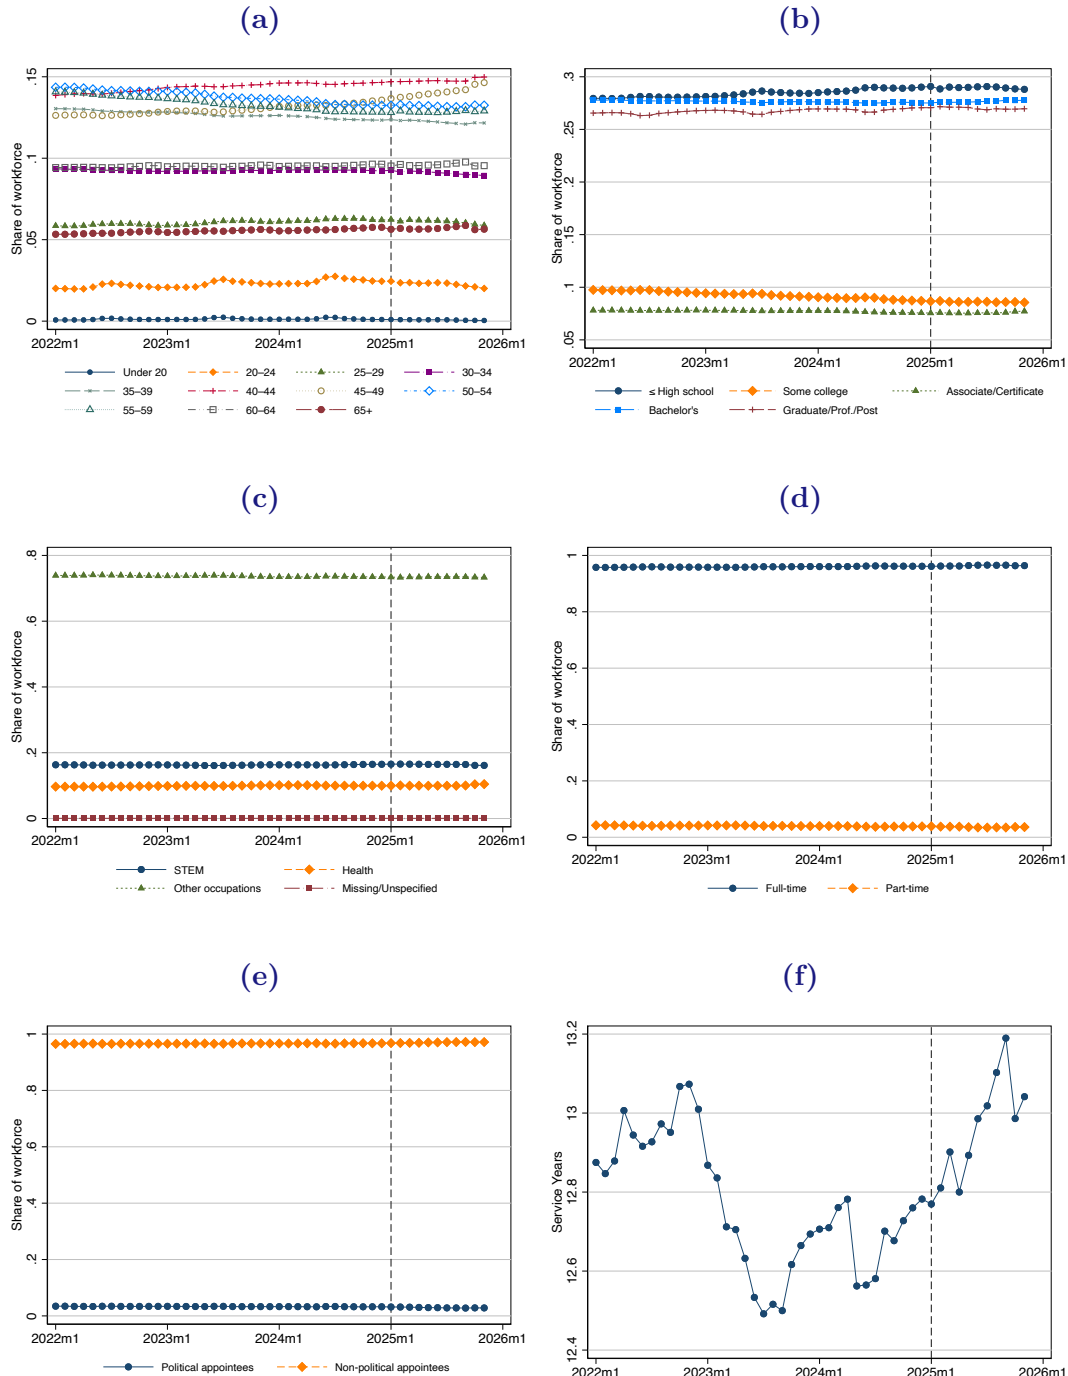 (a)
Share of workforce
.15
.1
.05
0
2022m1 2023m1 2024m1 2025m1 2026m1
Under 20 20–24 25–29 30–34
35–39 40–44 45–49 50–54
55–59 60–64 65+
(b)
Share of workforce
.3
.25
.2
.15
.1
.05
2022m1 2023m1 2024m1 2025m1 2026m1
≤ High school Some college Associate/Certificate
Bachelor's Graduate/Prof./Post
(c)
Share of workforce
.8
.6
.4
.2
0
2022m1 2023m1 2024m1 2025m1 2026m1
STEM Health
Other occupations Missing/Unspecified
(d)
Share of workforce
1
.8
.6
.4
.2
0
2022m1 2023m1 2024m1 2025m1 2026m1
Full-time Part-time
(e)
Share of workforce
1
.8
.6
.4
.2
0
2022m1 2023m1 2024m1 2025m1 2026m1
Political appointees Non-political appointees
(f)
Service Years
13.2
13
12.8
12.6
12.4
2022m1 2023m1 2024m1 2025m1 2026m1